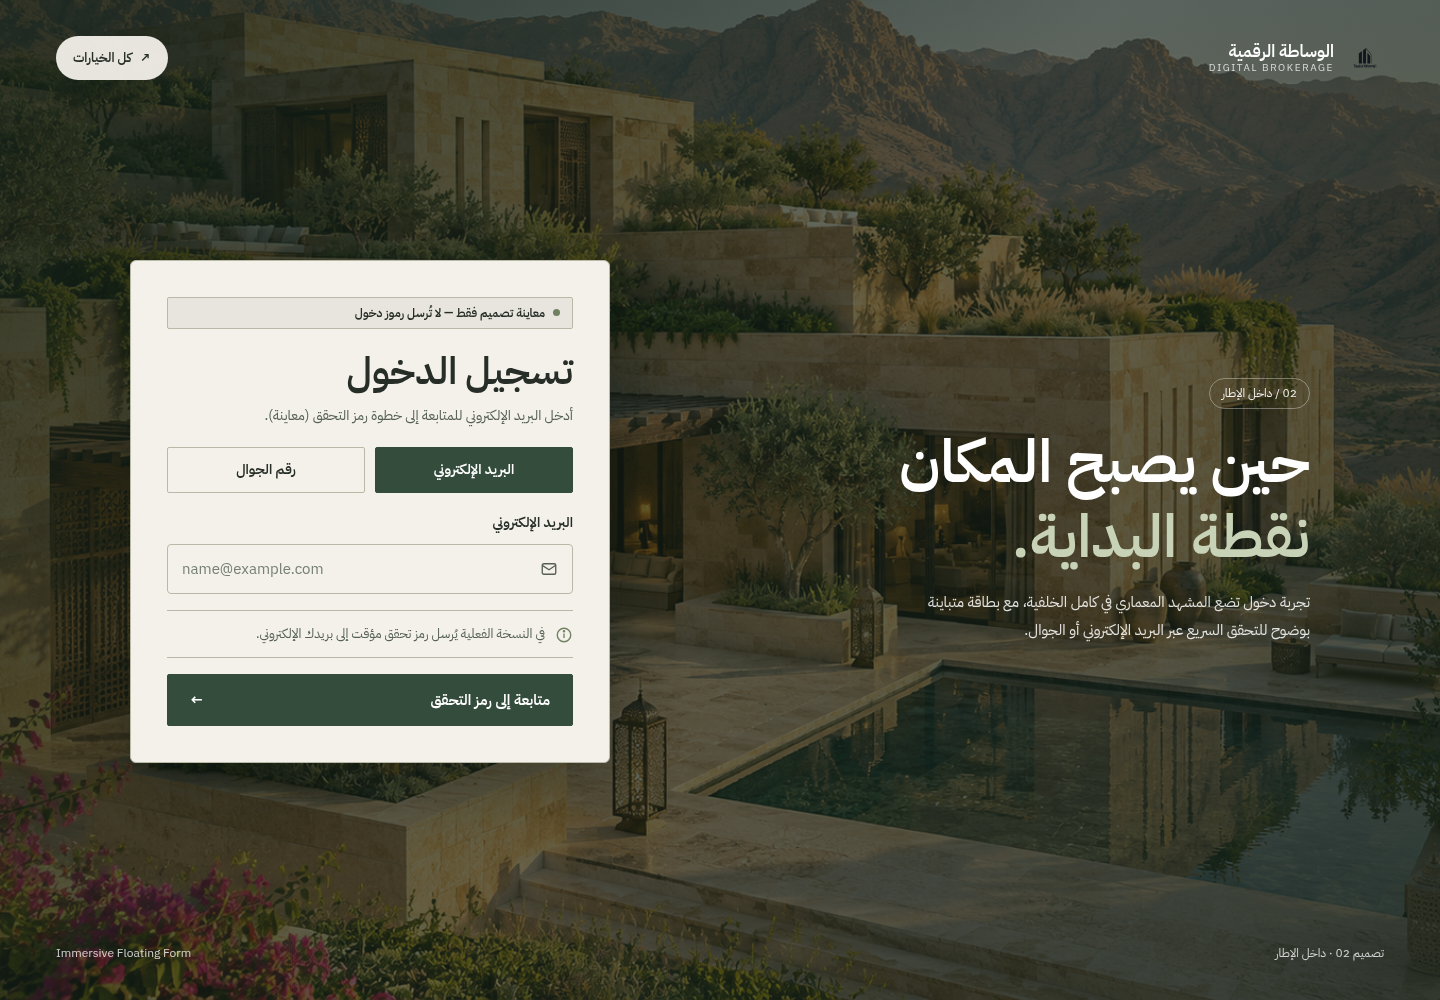 الوساطة الرقمية
DIGITAL BROKERAGE
كل الخيارات ↗
02 / داخل الإطار
حين يصبح المكان
نقطة البداية.
تجربة دخول تضع المشهد المعماري في كامل الخلفية، مع بطاقة متباينة
بوضوح للتحقق السريع عبر البريد الإلكتروني أو الجوال.
معاينة تصميم فقط — لا تُرسل رموز دخول
تسجيل الدخول
أدخل البريد الإلكتروني للمتابعة إلى خطوة رمز التحقق (معاينة).
البريد الإلكتروني
رقم الجوال
البريد الإلكتروني
name@example.com
في النسخة الفعلية يُرسل رمز تحقق مؤقت إلى بريدك الإلكتروني.
متابعة إلى رمز التحقق ←
تصميم 02 · داخل الإطار
Immersive Floating Form